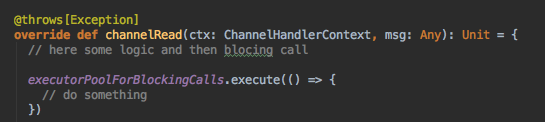 @throws[Exception]
override def channelRead(ctx: ChannelHandlerContext, msg: Any): Unit = {
// here some logic and then blocing call
executorPoolForBlockingCalls.execute(() => {
// do something
})